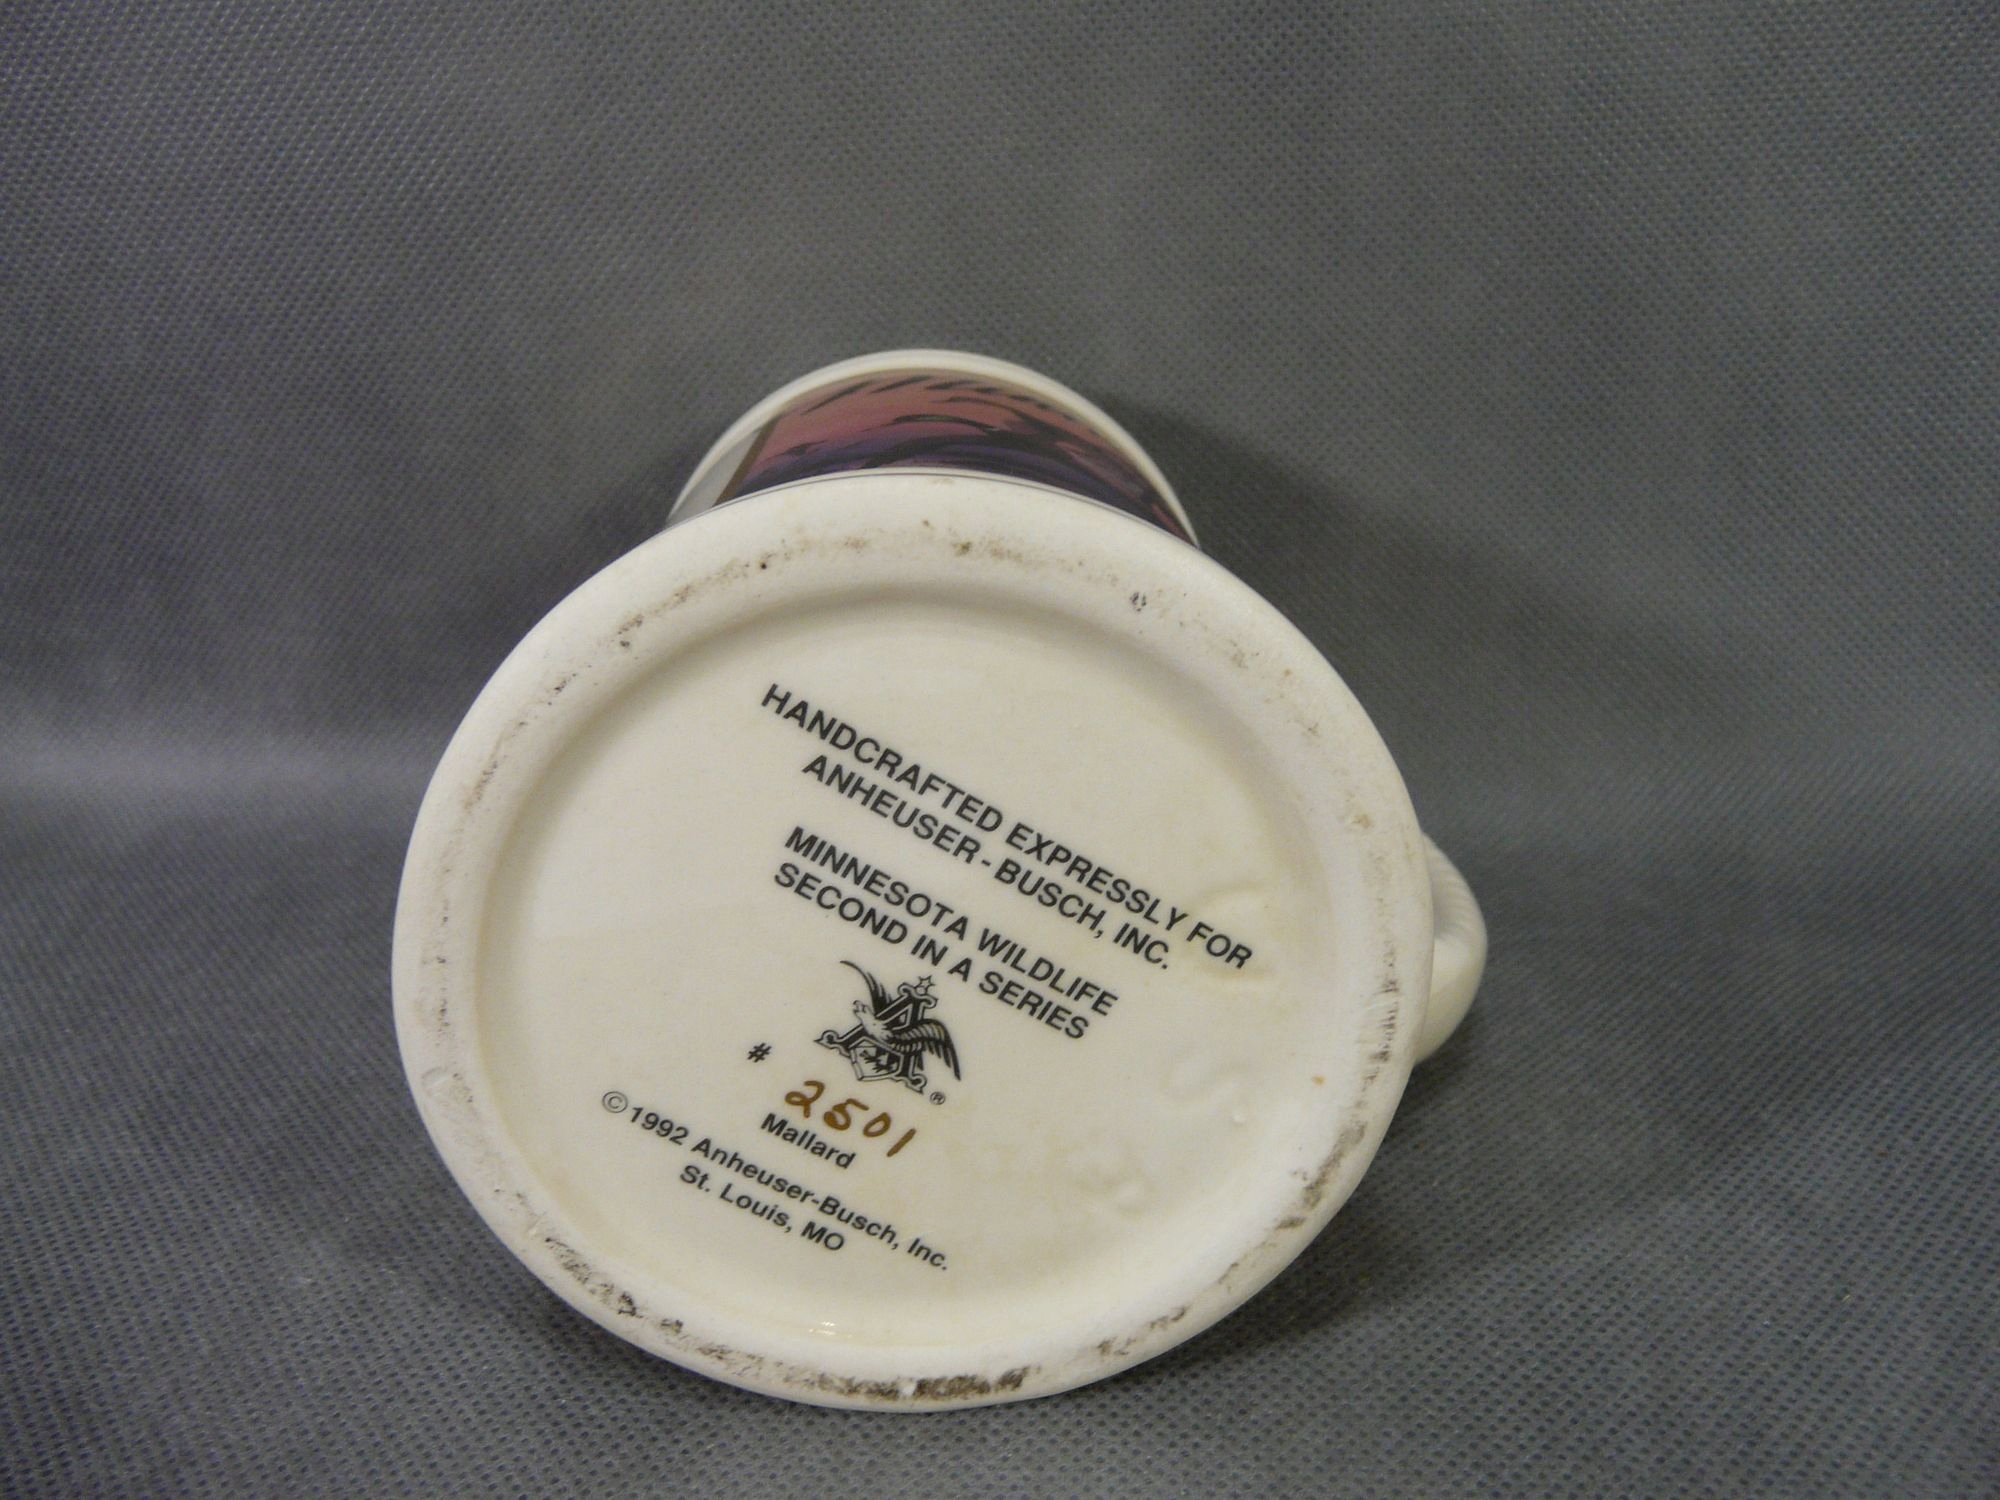 HANDCRAFTED EXPRESSLY FOR
ANHEUSER-BUSCH, INC.
MINNESOTA WILDLIFE
SECOND IN A SERIES
®
# 2501
Mallard
©1992 Anheuser-Busch, Inc.
St. Louis, MO